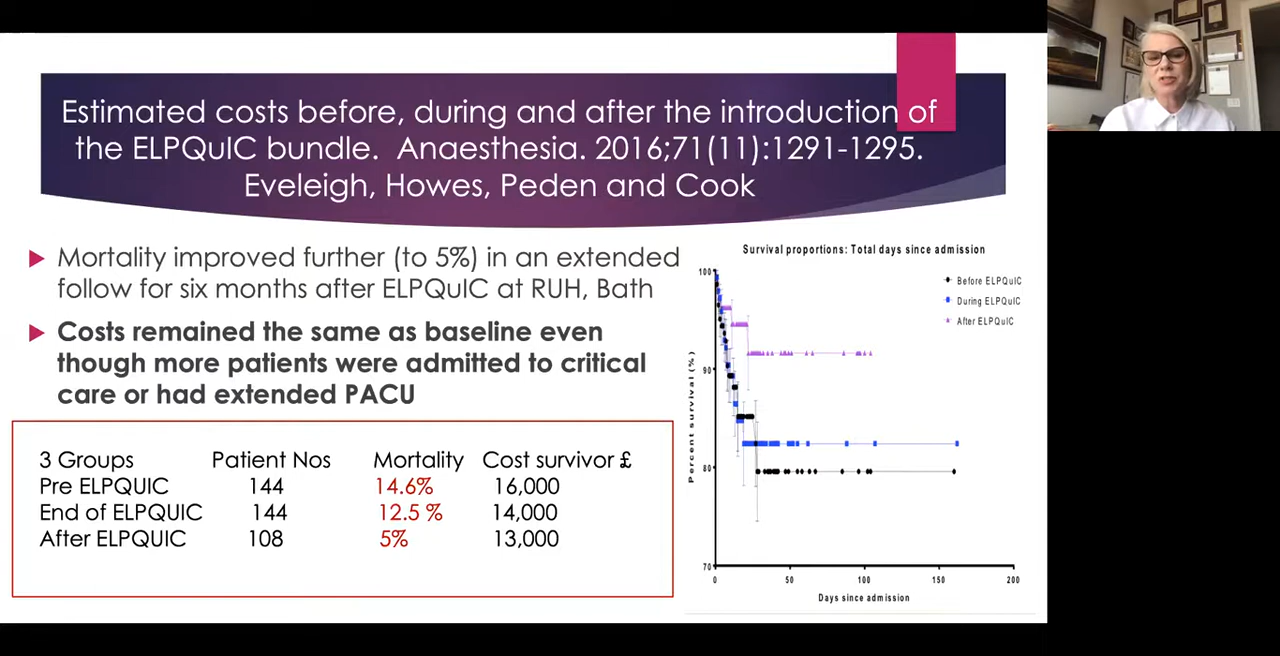 Estimated costs before, during and after the introduction of
the ELPQuIC bundle. Anaesthesia. 2016;71(11):1291-1295.
Eveleigh, Howes, Peden and Cook
Mortality improved further (to 5%) in an extended
follow for six months after ELPQuIC at RUH, Bath
Costs remained the same as baseline even
though more patients were admitted to critical
care or had extended PACU
3 Groups Patient Nos Mortality Cost survivor £
Pre ELPQUIC 144 14.6% 16,000
End of ELPQUIC 144 12.5 % 14,000
After ELPQUIC 108 5% 13,000
Survival proportions: Total days since admission
Before ELPQuIC
During ELPQuIC
After ELPQuIC
Percent survival (%)
100
90
80
70
0 50 100 150 200
Days since admission